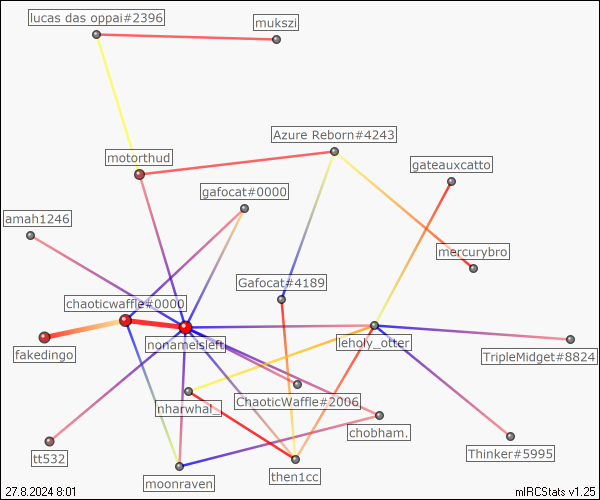 lucas das oppai#2396
mukszi
Azure Reborn#4243
motorthud
gateauxcatto
gafocat#0000
amah1246
mercurybro
Gafocat#4189
chaoticwaffle#0000
nonameisleft
leholy_otter
fakedingo
TripleMidget#8824
ChaoticWaffle#2006
nharwhal_
chobham.
Thinker#5995
tt532
then1cc
moonraven
27.8.2024 8:01
mIRCStats v1.25